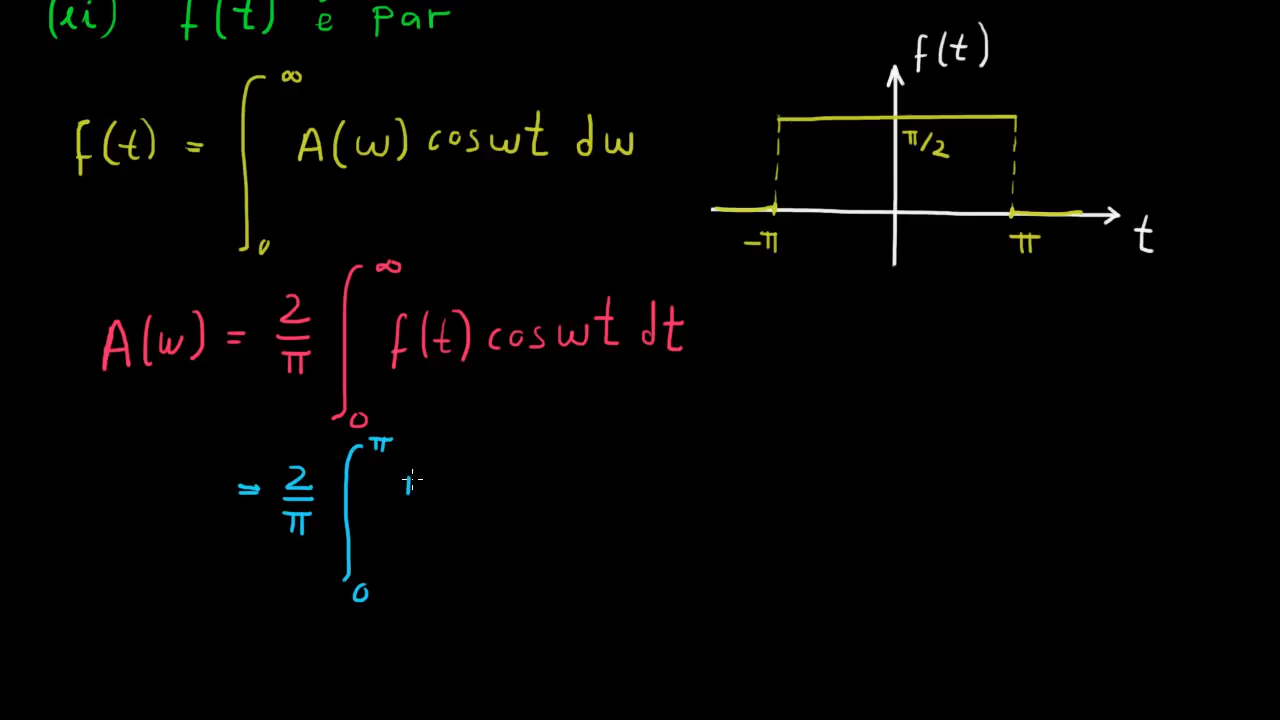 (ii) f(t) é par
f(t) = ∫₀^∞ A(w) cos wt dw
f(t)
π/2
-π
π
t
A(w) = 2/π ∫₀^∞ f(t) cos wt dt
= 2/π ∫₀^π